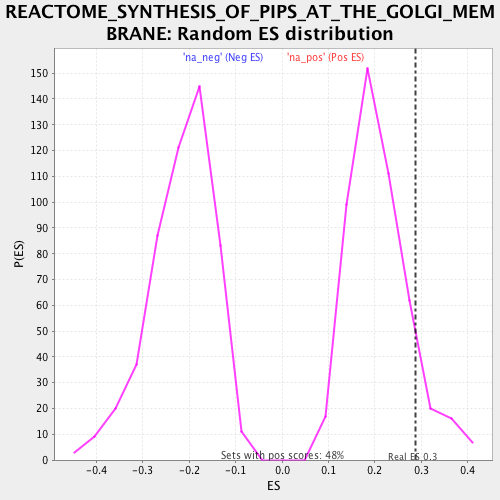 REACTOME_SYNTHESIS_OF_PIPS_AT_THE_GOLGI_MEM
BRANE: Random ES distribution
'na_neg' (Neg ES) 'na_pos' (Pos ES)
150
140
130
120
110
100
90
80
70
60
50
40
30
20
10
0
P(ES)
Sets with pos scores: 48%
Real ES 0.3
-0.4 -0.3 -0.2 -0.1 0.0 0.1 0.2 0.3 0.4
ES